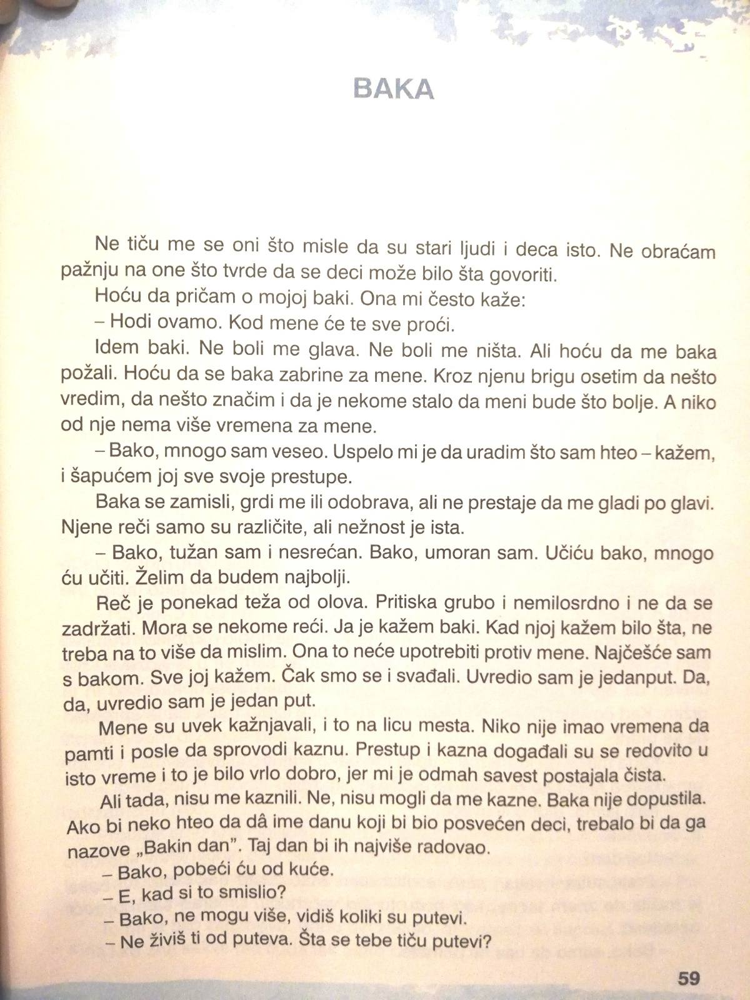 BAKA
Ne tiču me se oni što misle da su stari ljudi i deca isto. Ne obraćam
pažnju na one što tvrde da se deci može bilo šta govoriti.
Hoću da pričam o mojoj baki. Ona mi često kaže:
– Hodi ovamo. Kod mene će te sve proći.
Idem baki. Ne boli me glava. Ne boli me ništa. Ali hoću da me baka
požali. Hoću da se baka zabrine za mene. Kroz njenu brigu osetim da nešto
vredim, da nešto značim i da je nekome stalo da meni bude što bolje. A niko
od nje nema više vremena za mene.
– Bako, mnogo sam veseo. Uspelo mi je da uradim što sam hteo – kažem,
i šapućem joj sve svoje prestupe.
Baka se zamisli, grdi me ili odobrava, ali ne prestaje da me gladi po glavi.
Njene reči samo su različite, ali nežnost je ista.
– Bako, tužan sam i nesrećan. Bako, umoran sam. Učiću bako, mnogo
ću učiti. Želim da budem najbolji.
Reč je ponekad teža od olova. Pritiska grubo i nemilosrdno i ne da se
zadržati. Mora se nekome reći. Ja je kažem baki. Kad njoj kažem bilo šta, ne
treba na to više da mislim. Ona to neće upotrebiti protiv mene. Najčešće sam
s bakom. Sve joj kažem. Čak smo se i svađali. Uvredio sam je jedanput. Da,
da, uvredio sam je jedan put.
Mene su uvek kažnjavali, i to na licu mesta. Niko nije imao vremena da
pamti i posle da sprovodi kaznu. Prestup i kazna događali su se redovito u
isto vreme i to je bilo vrlo dobro, jer mi je odmah savest postajala čista.
Ali tada, nisu me kaznili. Ne, nisu mogli da me kazne. Baka nije dopustila.
Ako bi neko hteo da dâ ime danu koji bi bio posvećen deci, trebalo bi da ga
nazove „Bakin dan”. Taj dan bi ih najviše radovao.
– Bako, pobeći ću od kuće.
– E, kad si to smislio?
– Bako, ne mogu više, vidiš koliki su putevi.
– Ne živiš ti od puteva. Šta se tebe tiču putevi?
59